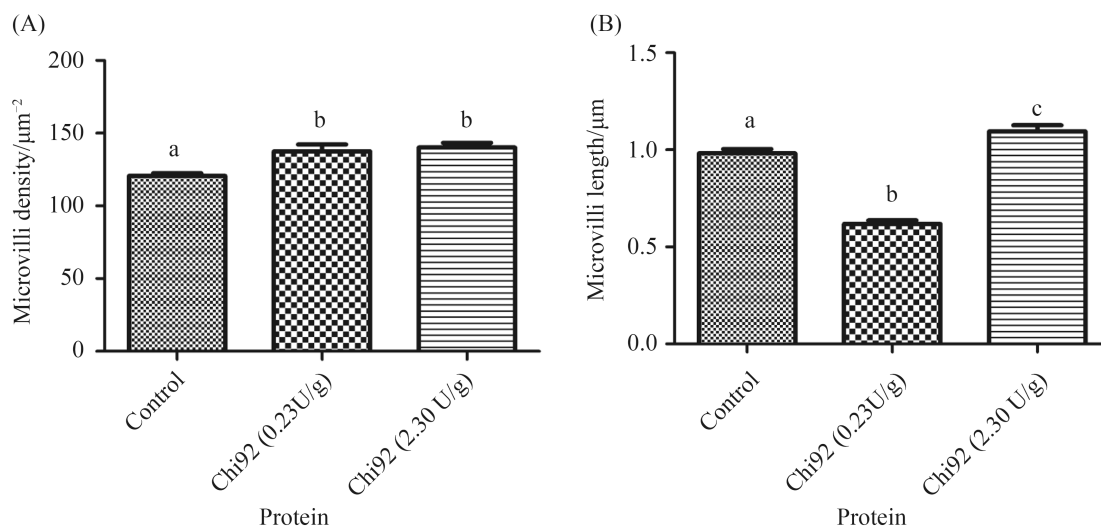 (A)
Microvilli density/μm⁻²
200
150
100
50
0
a
b
b
Control
Chi92 (0.23U/g)
Chi92 (2.30 U/g)
Protein
(B)
Microvilli length/μm
1.5
1.0
0.5
0.0
a
b
c
Control
Chi92 (0.23U/g)
Chi92 (2.30 U/g)
Protein